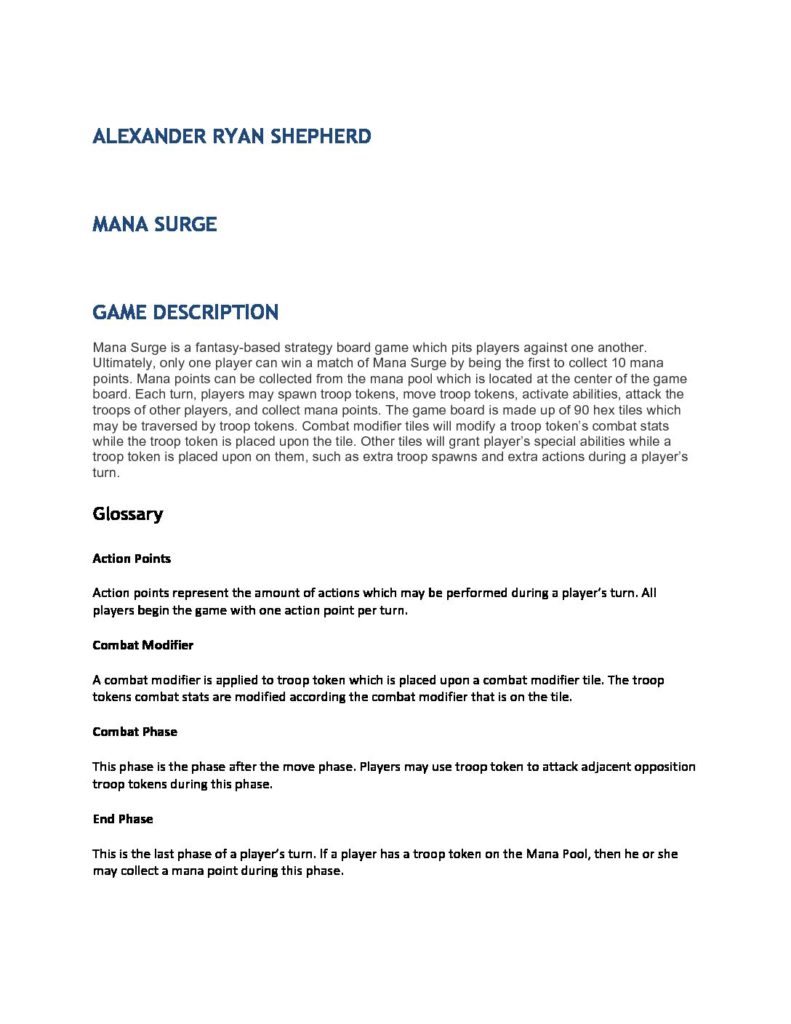 ALEXANDER RYAN SHEPHERD
MANA SURGE
GAME DESCRIPTION
Mana Surge is a fantasy-based strategy board game which pits players against one another.
Ultimately, only one player can win a match of Mana Surge by being the first to collect 10 mana
points. Mana points can be collected from the mana pool which is located at the center of the game
board. Each turn, players may spawn troop tokens, move troop tokens, activate abilities, attack the
troops of other players, and collect mana points. The game board is made up of 90 hex tiles which
may be traversed by troop tokens. Combat modifier tiles will modify a troop token's combat stats
while the troop token is placed upon the tile. Other tiles will grant player's special abilities while a
troop token is placed upon on them, such as extra troop spawns and extra actions during a player's
turn.
Glossary
Action Points
Action points represent the amount of actions which may be performed during a player's turn. All
players begin the game with one action point per turn.
Combat Modifier
A combat modifier is applied to troop token which is placed upon a combat modifier tile. The troop
tokens combat stats are modified according the combat modifier that is on the tile.
Combat Phase
This phase is the phase after the move phase. Players may use troop token to attack adjacent opposition
troop tokens during this phase.
End Phase
This is the last phase of a player's turn. If a player has a troop token on the Mana Pool, then he or she
may collect a mana point during this phase.